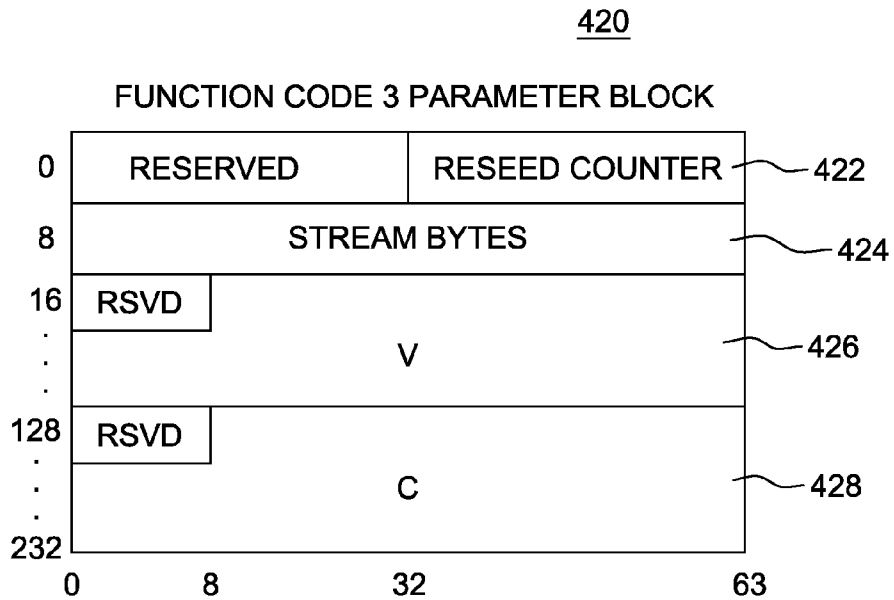 420
FUNCTION CODE 3 PARAMETER BLOCK
0 RESERVED RESEED COUNTER 422
8 STREAM BYTES 424
16 RSVD
V 426
128 RSVD
C 428
232
0 8 32 63